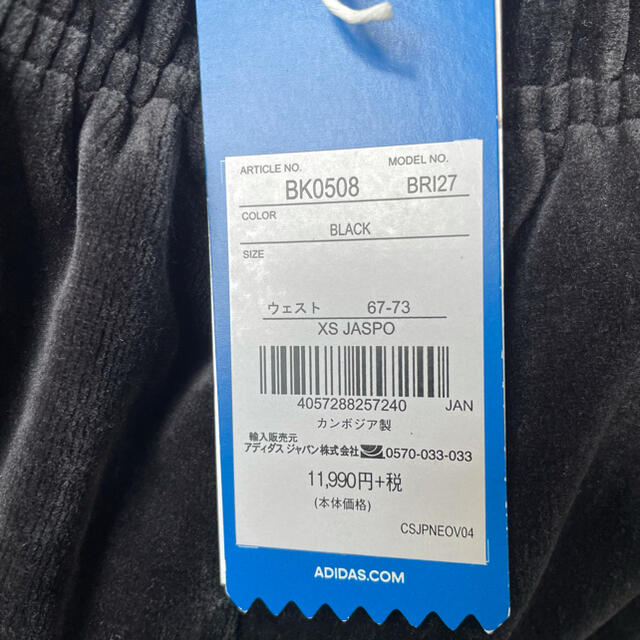 ARTICLE NO. MODEL NO.
BK0508 BRI27
COLOR
BLACK
SIZE
ウェスト 67-73
XS JASPO
4057288257240 JAN
カンボジア製
輸入販売元
アディダス ジャパン株式会社 0570-033-033
11,990円+税
(本体価格)
CSJPNEOV04
ADIDAS.COM